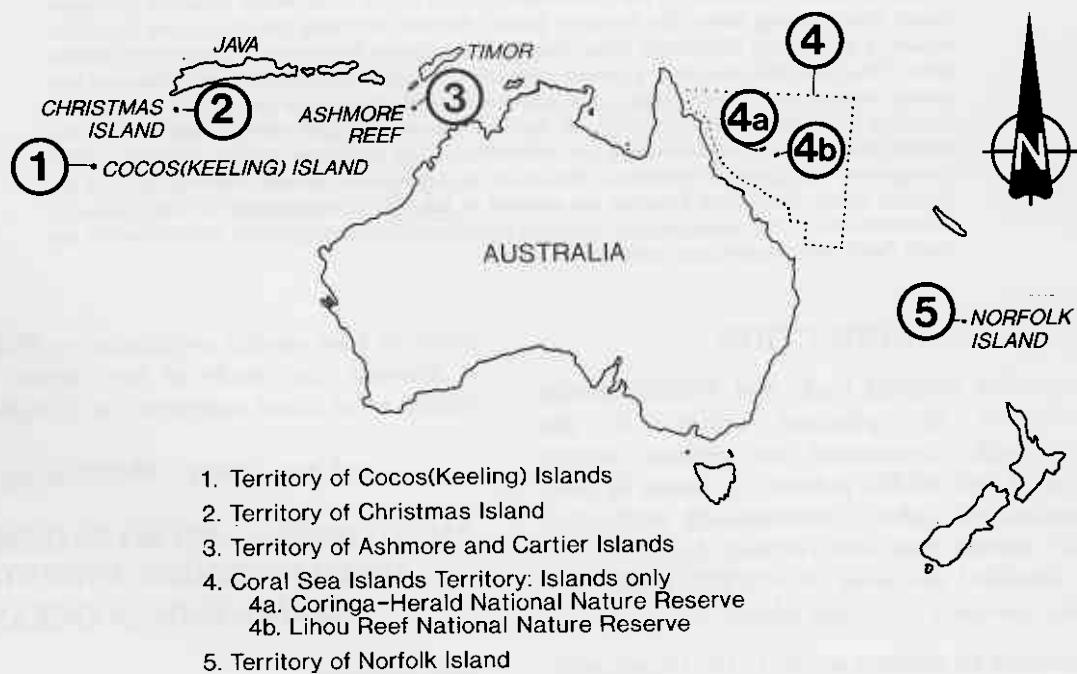 4
JAVA
TIMOR
CHRISTMAS
ISLAND
2
ASHMORE
REEF
3
4a
4b
N
1
COCOS(KEELING) ISLAND
AUSTRALIA
5
NORFOLK
ISLAND
1. Territory of Cocos(Keeling) Islands
2. Territory of Christmas Island
3. Territory of Ashmore and Cartier Islands
4. Coral Sea Islands Territory: Islands only
4a. Coringa-Herald National Nature Reserve
4b. Lihou Reef National Nature Reserve
5. Territory of Norfolk Island